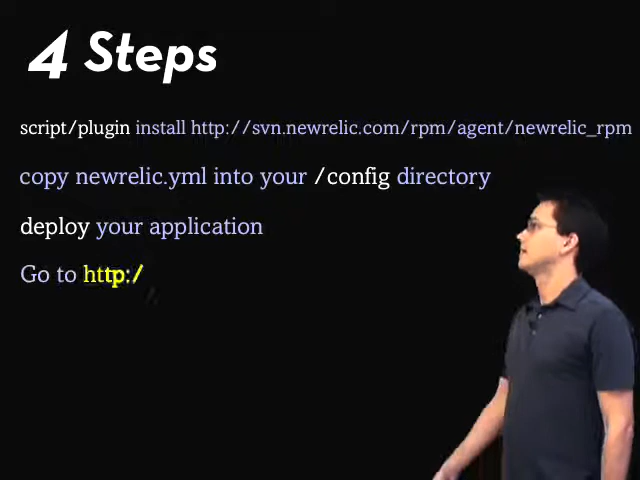 4 Steps
script/plugin install http://svn.newrelic.com/rpm/agent/newrelic_rpm
copy newrelic.yml into your /config directory
deploy your application
Go to http:/